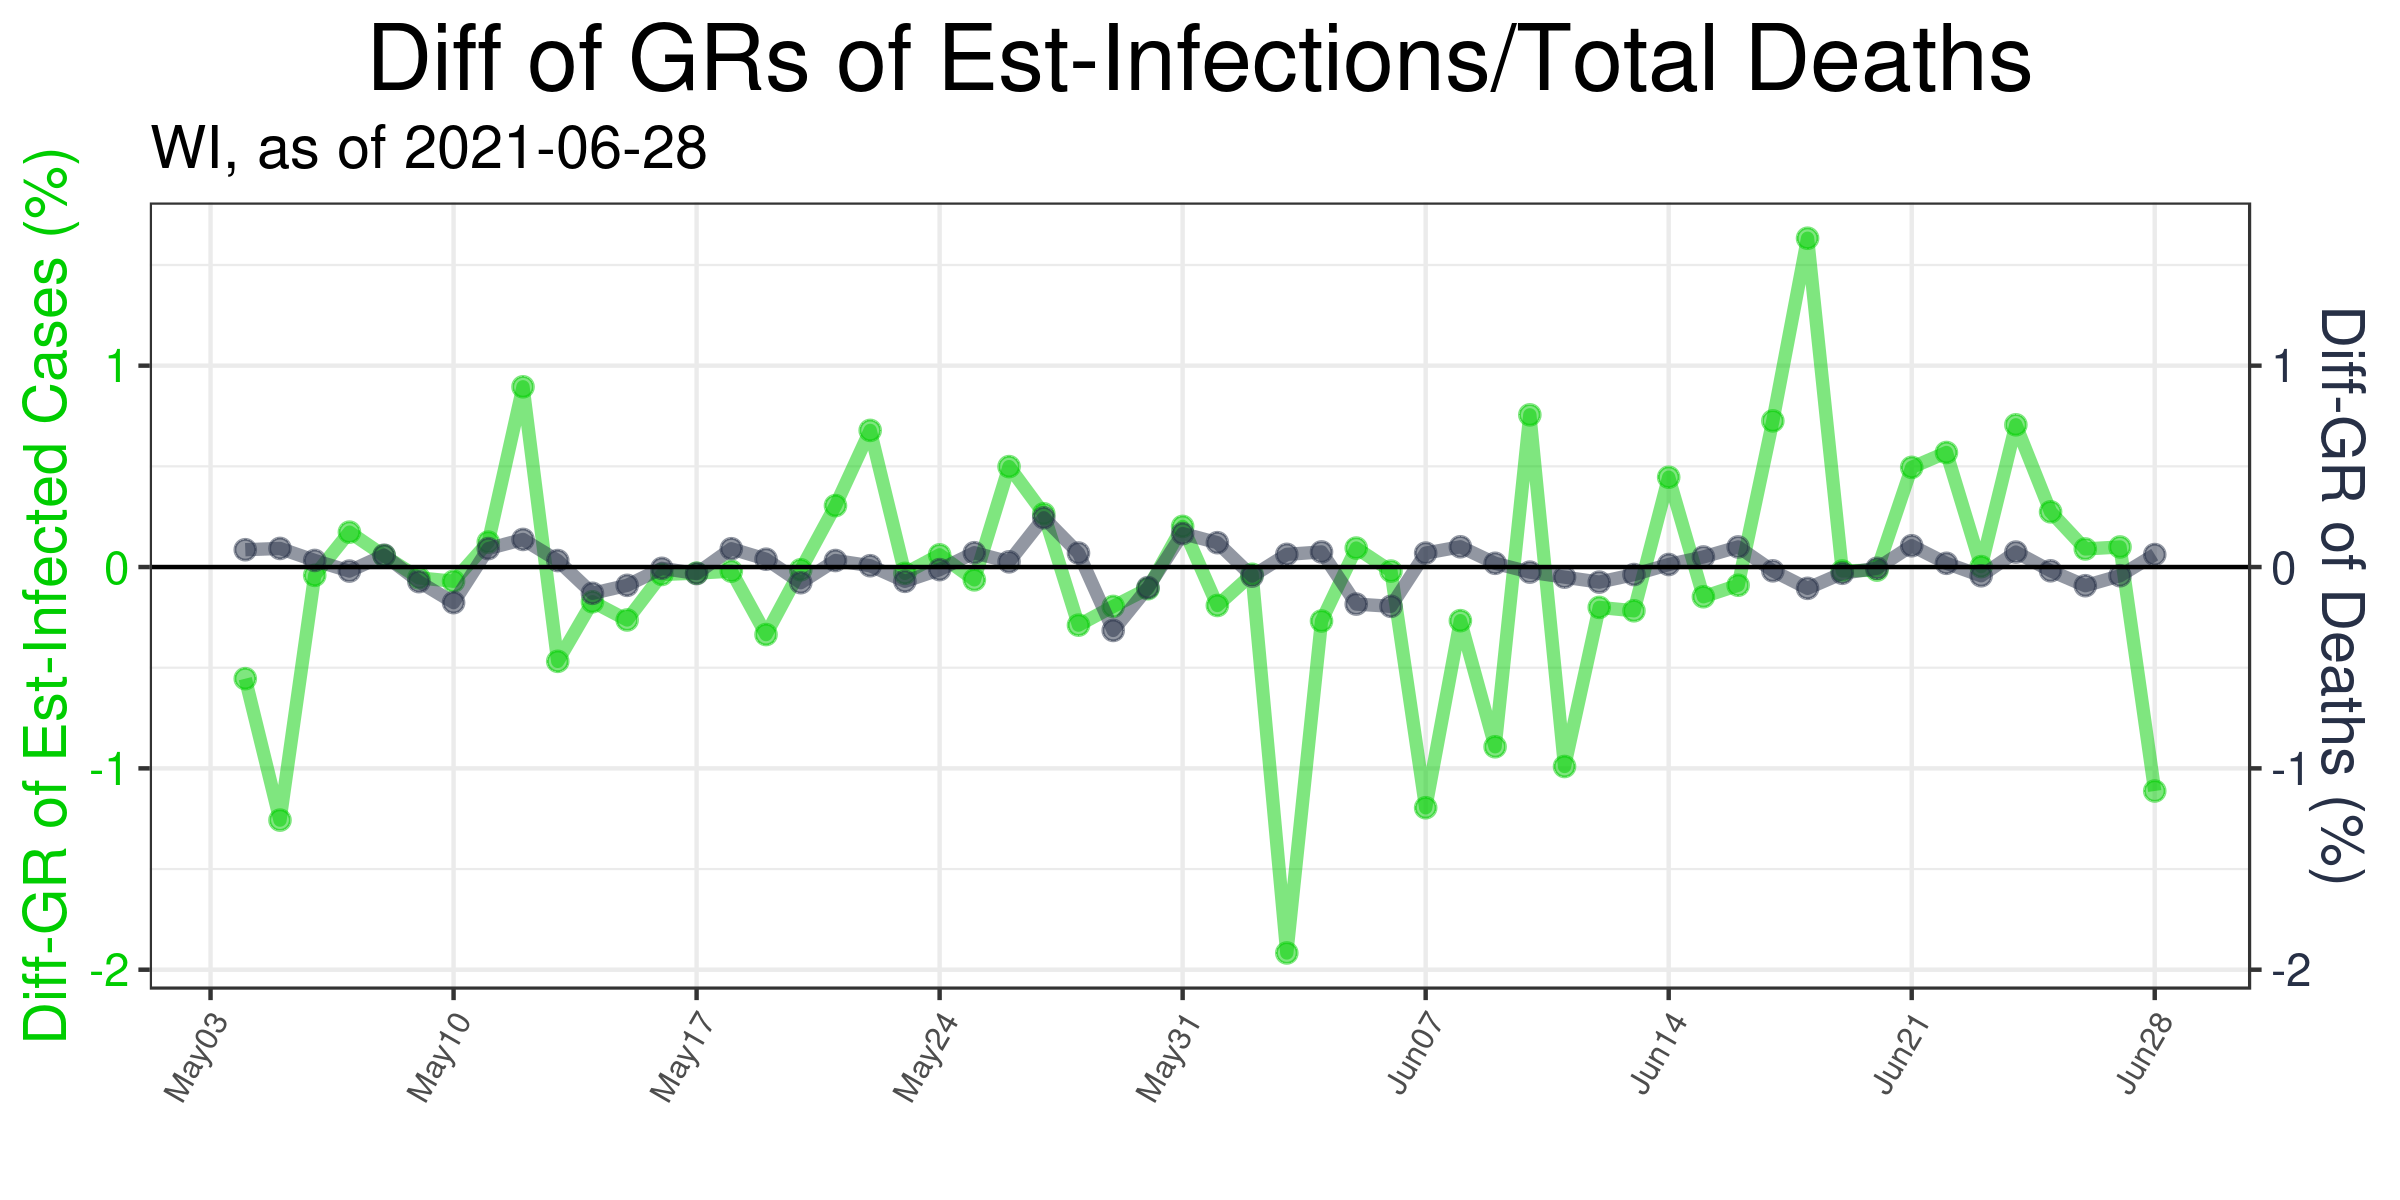 Diff of GRs of Est-Infections/Total Deaths
WI, as of 2021-06-28
Diff-GR of Est-Infected Cases (%)
1
0
-1
-2
1
0
-1
-2
Diff-GR of Deaths (%)
May03
May10
May17
May24
May31
Jun07
Jun14
Jun21
Jun28